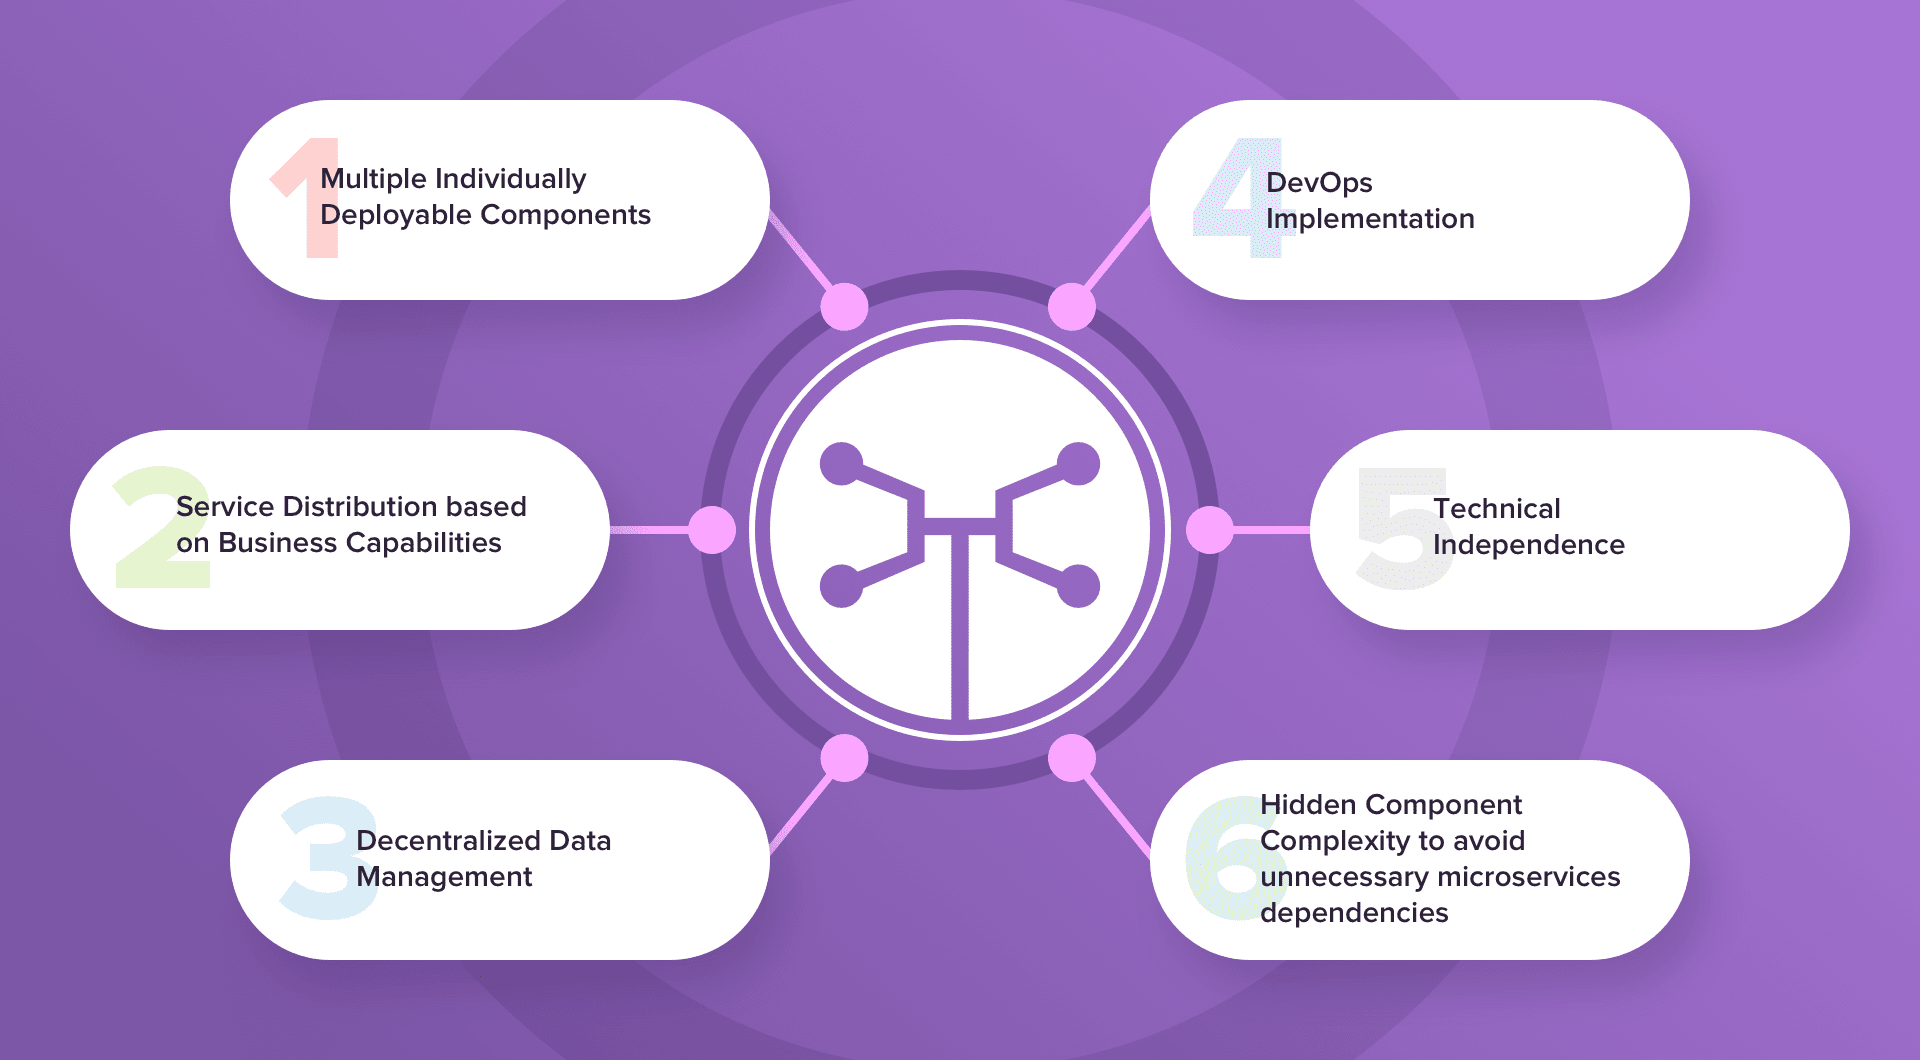 1
Multiple Individually
Deployable Components
2
Service Distribution based
on Business Capabilities
3
Decentralized Data
Management
4
DevOps
Implementation
5
Technical
Independence
6
Hidden Component
Complexity to avoid
unnecessary microservices
dependencies